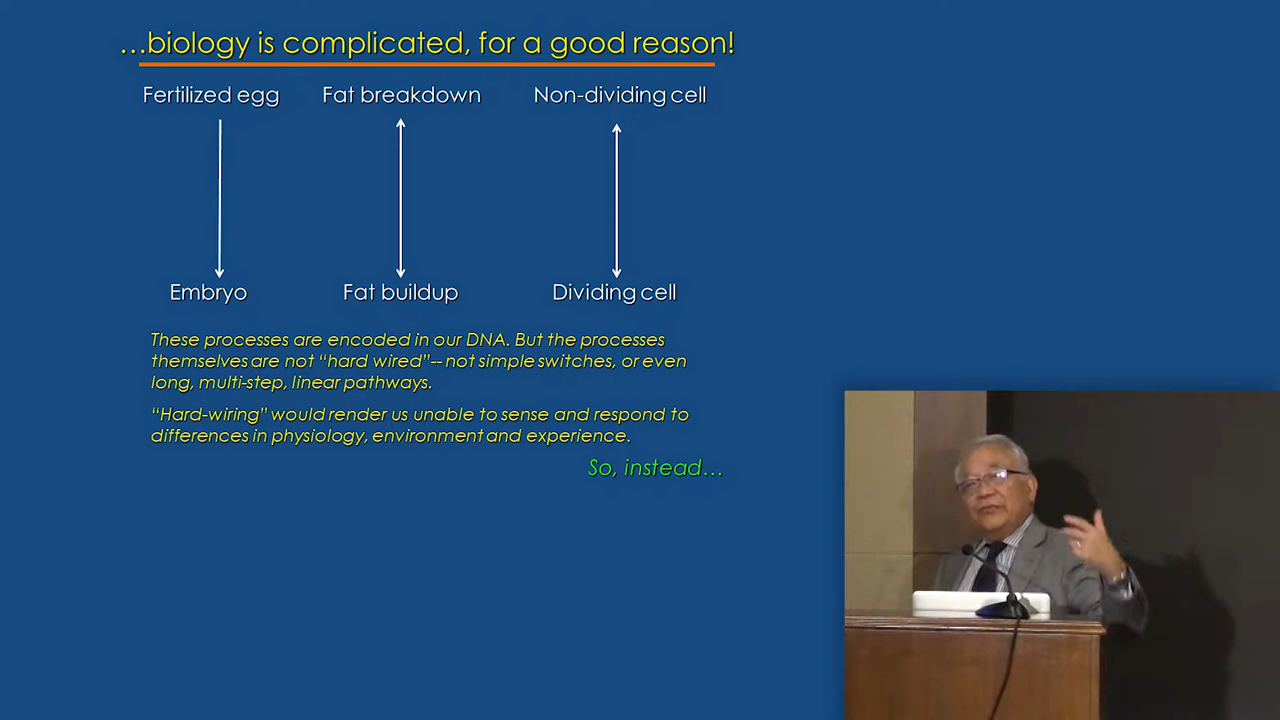 ...biology is complicated, for a good reason!
Fertilized egg Fat breakdown Non-dividing cell
Embryo Fat buildup Dividing cell
These processes are encoded in our DNA. But the processes
themselves are not “hard wired”-- not simple switches, or even
long, multi-step, linear pathways.
“Hard-wiring” would render us unable to sense and respond to
differences in physiology, environment and experience.
So, instead...